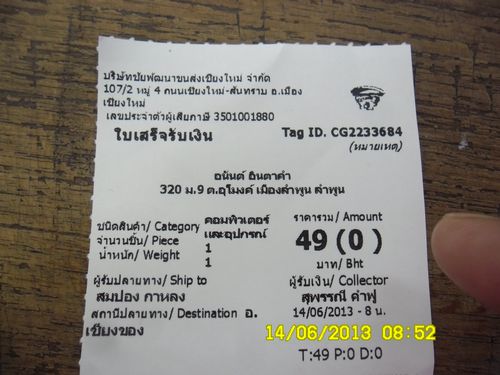 บริษัทชัยพัฒนาขนส่งเชียงใหม่ จำกัด
107/2 หมู่ 4 ถนนเชียงใหม่-สันทราย อ.เมือง
เชียงใหม่
เลขประจำตัวผู้เสียภาษี 3501001880
ใบเสร็จรับเงิน Tag ID. CG2233684
(หมายเหตุ)
อนันต์ อินตาคำ
320 ม.9 ต.อุโมงค์ เมืองลำพูน ลำพูน
ชนิดสินค้า/ Category คอมพิวเตอร์ ราคารวม/ Amount
และอุปกรณ์
จำนวนชิ้น/ Piece 1 49 (0)
น้ำหนัก/ Weight 1 บาท/ Bht
ผู้รับปลายทาง/ Ship to ผู้รับเงิน/ Collector
สมปอง กาหลง สุพรรณี คำฟู
สถานีปลายทาง/ Destination อ. 14/06/2013 - 8 น.
เชียงของ
14/06/2013 08:52
T:49 P:0 D:0